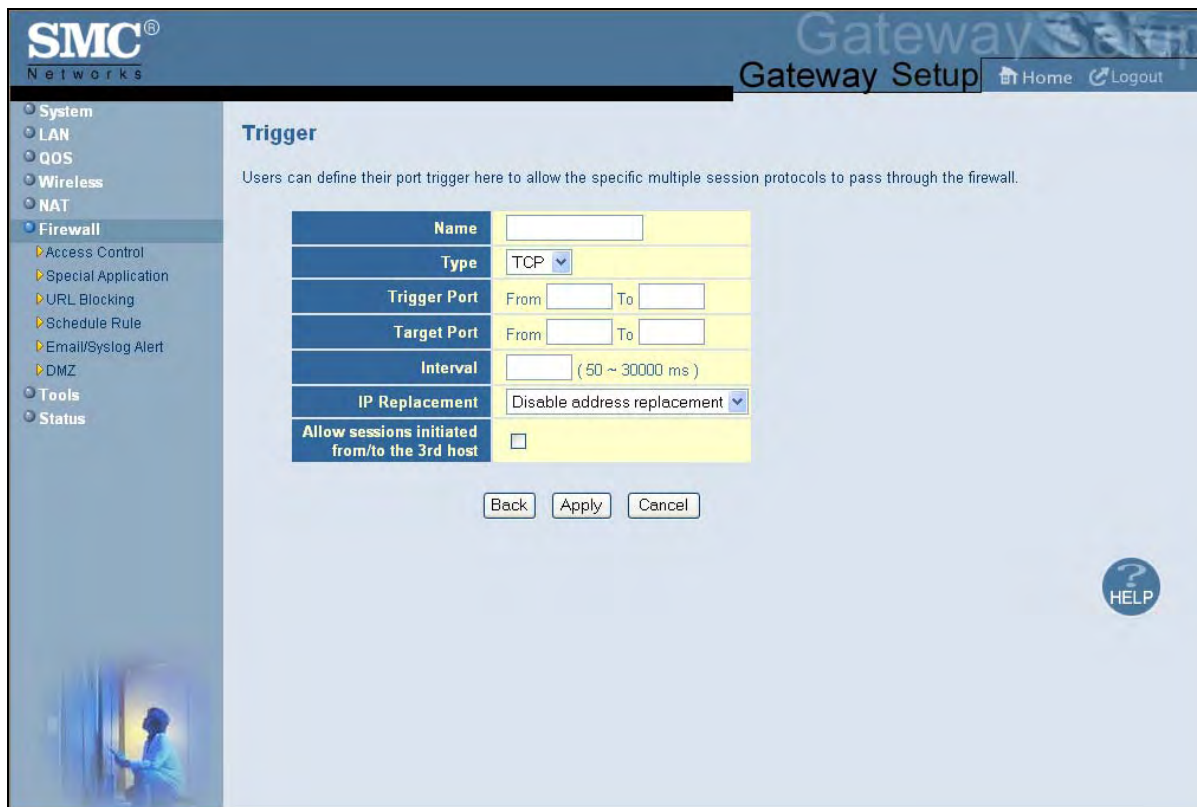 SMC®
Networks
Gateway Setup
Gateway Setup
Home
Logout
System
LAN
QOS
Wireless
NAT
Firewall
Access Control
Special Application
URL Blocking
Schedule Rule
Email/Syslog Alert
DMZ
Tools
Status
Trigger
Users can define their port trigger here to allow the specific multiple session protocols to pass through the firewall.
Name
Type TCP
Trigger Port From To
Target Port From To
Interval ( 50 ~ 30000 ms )
IP Replacement Disable address replacement
Allow sessions initiated
from/to the 3rd host
Back Apply Cancel
?
HELP